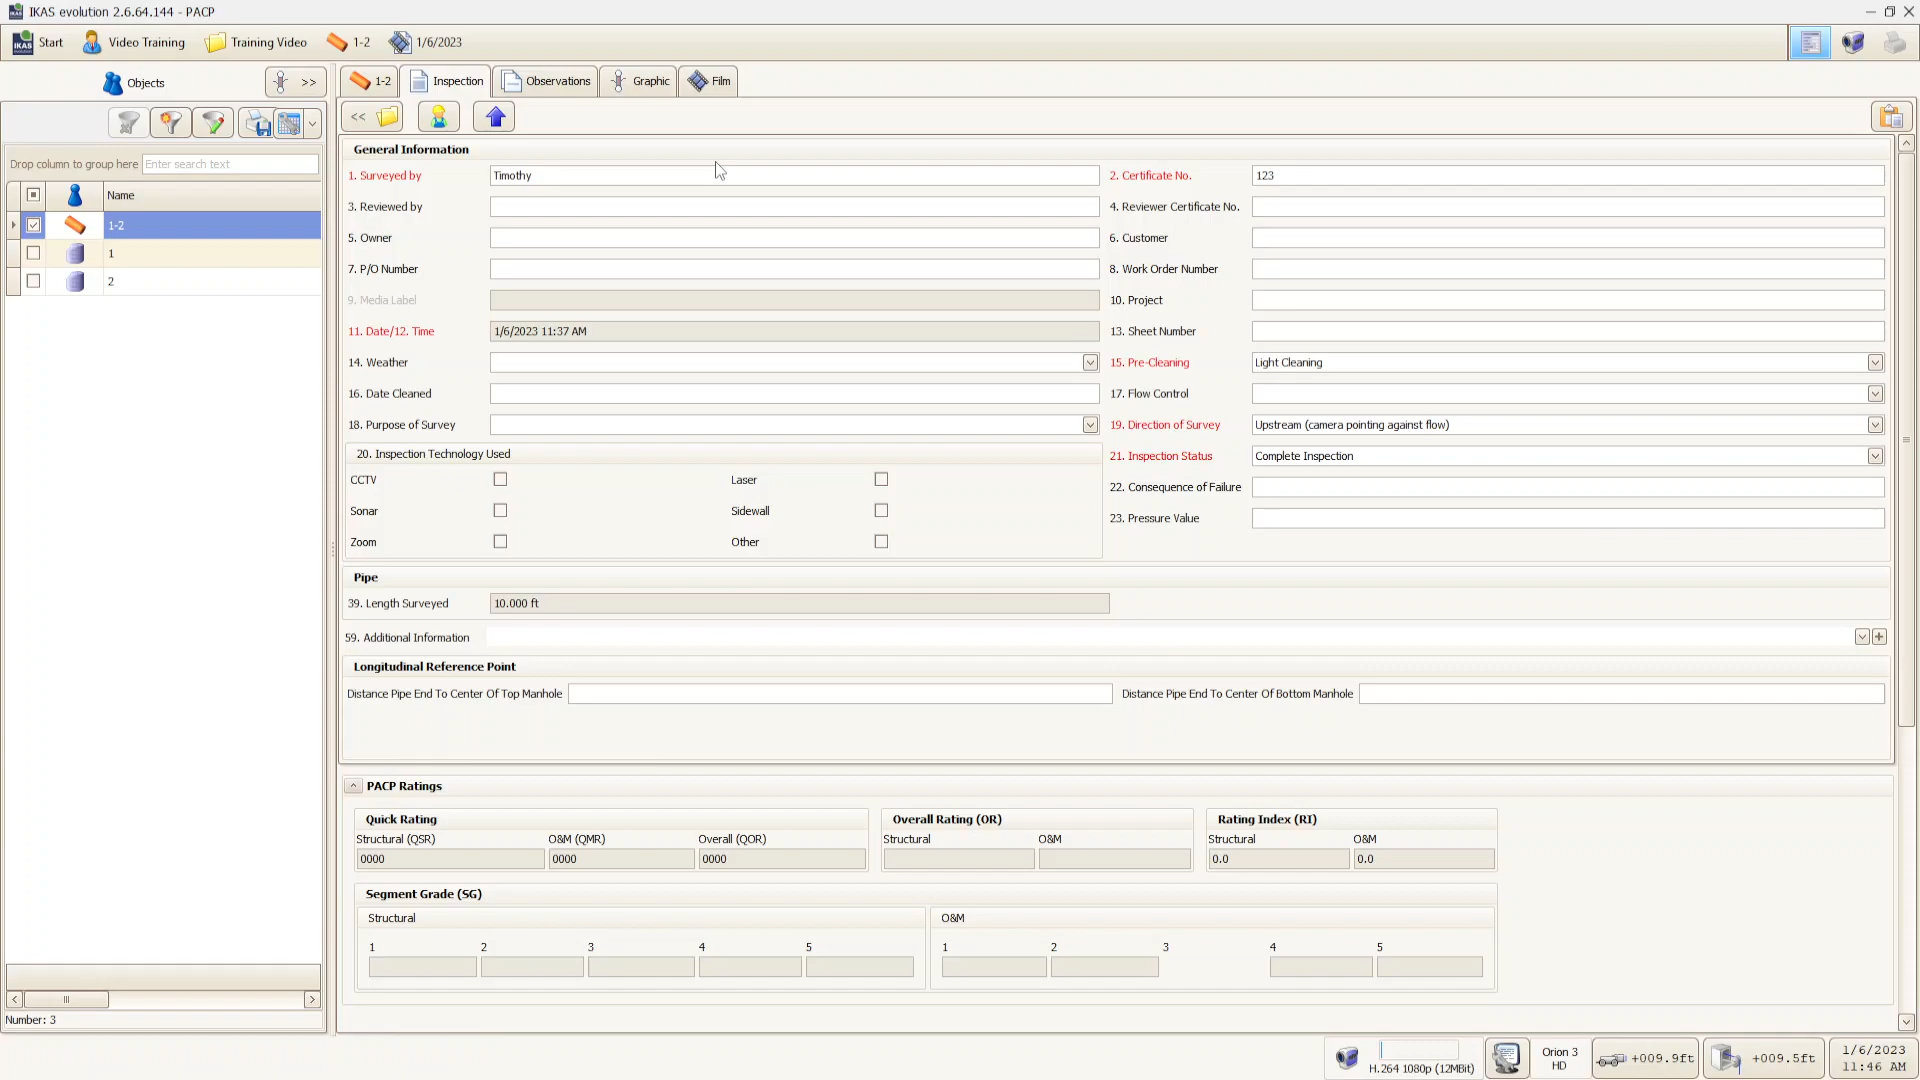 IKAS evolution 2.6.64.144 - PACP
IKAS Start Video Training Training Video 1-2 1/6/2023
Objects >> 1-2 Inspection Observations Graphic Film
<<
Drop column to group here Enter search text
Name
1-2
1
2
Number: 3
General Information
1. Surveyed by Timothy 2. Certificate No. 123
3. Reviewed by 4. Reviewer Certificate No.
5. Owner 6. Customer
7. P/O Number 8. Work Order Number
9. Media Label 10. Project
11. Date/12. Time 1/6/2023 11:37 AM 13. Sheet Number
14. Weather 15. Pre-Cleaning Light Cleaning
16. Date Cleaned 17. Flow Control
18. Purpose of Survey 19. Direction of Survey Upstream (camera pointing against flow)
20. Inspection Technology Used 21. Inspection Status Complete Inspection
CCTV Laser 22. Consequence of Failure
Sonar Sidewall 23. Pressure Value
Zoom Other
Pipe
39. Length Surveyed 10.000 ft
59. Additional Information
Longitudinal Reference Point
Distance Pipe End To Center Of Top Manhole Distance Pipe End To Center Of Bottom Manhole
PACP Ratings
Quick Rating Overall Rating (OR) Rating Index (RI)
Structural (QSR) O&M (QMR) Overall (QOR) Structural O&M Structural O&M
0000 0000 0000 0.0 0.0
Segment Grade (SG)
Structural O&M
1 2 3 4 5 1 2 3 4 5
H.264 1080p (12MBit) Orion 3 HD +009.9ft +009.5ft 1/6/2023 11:46 AM